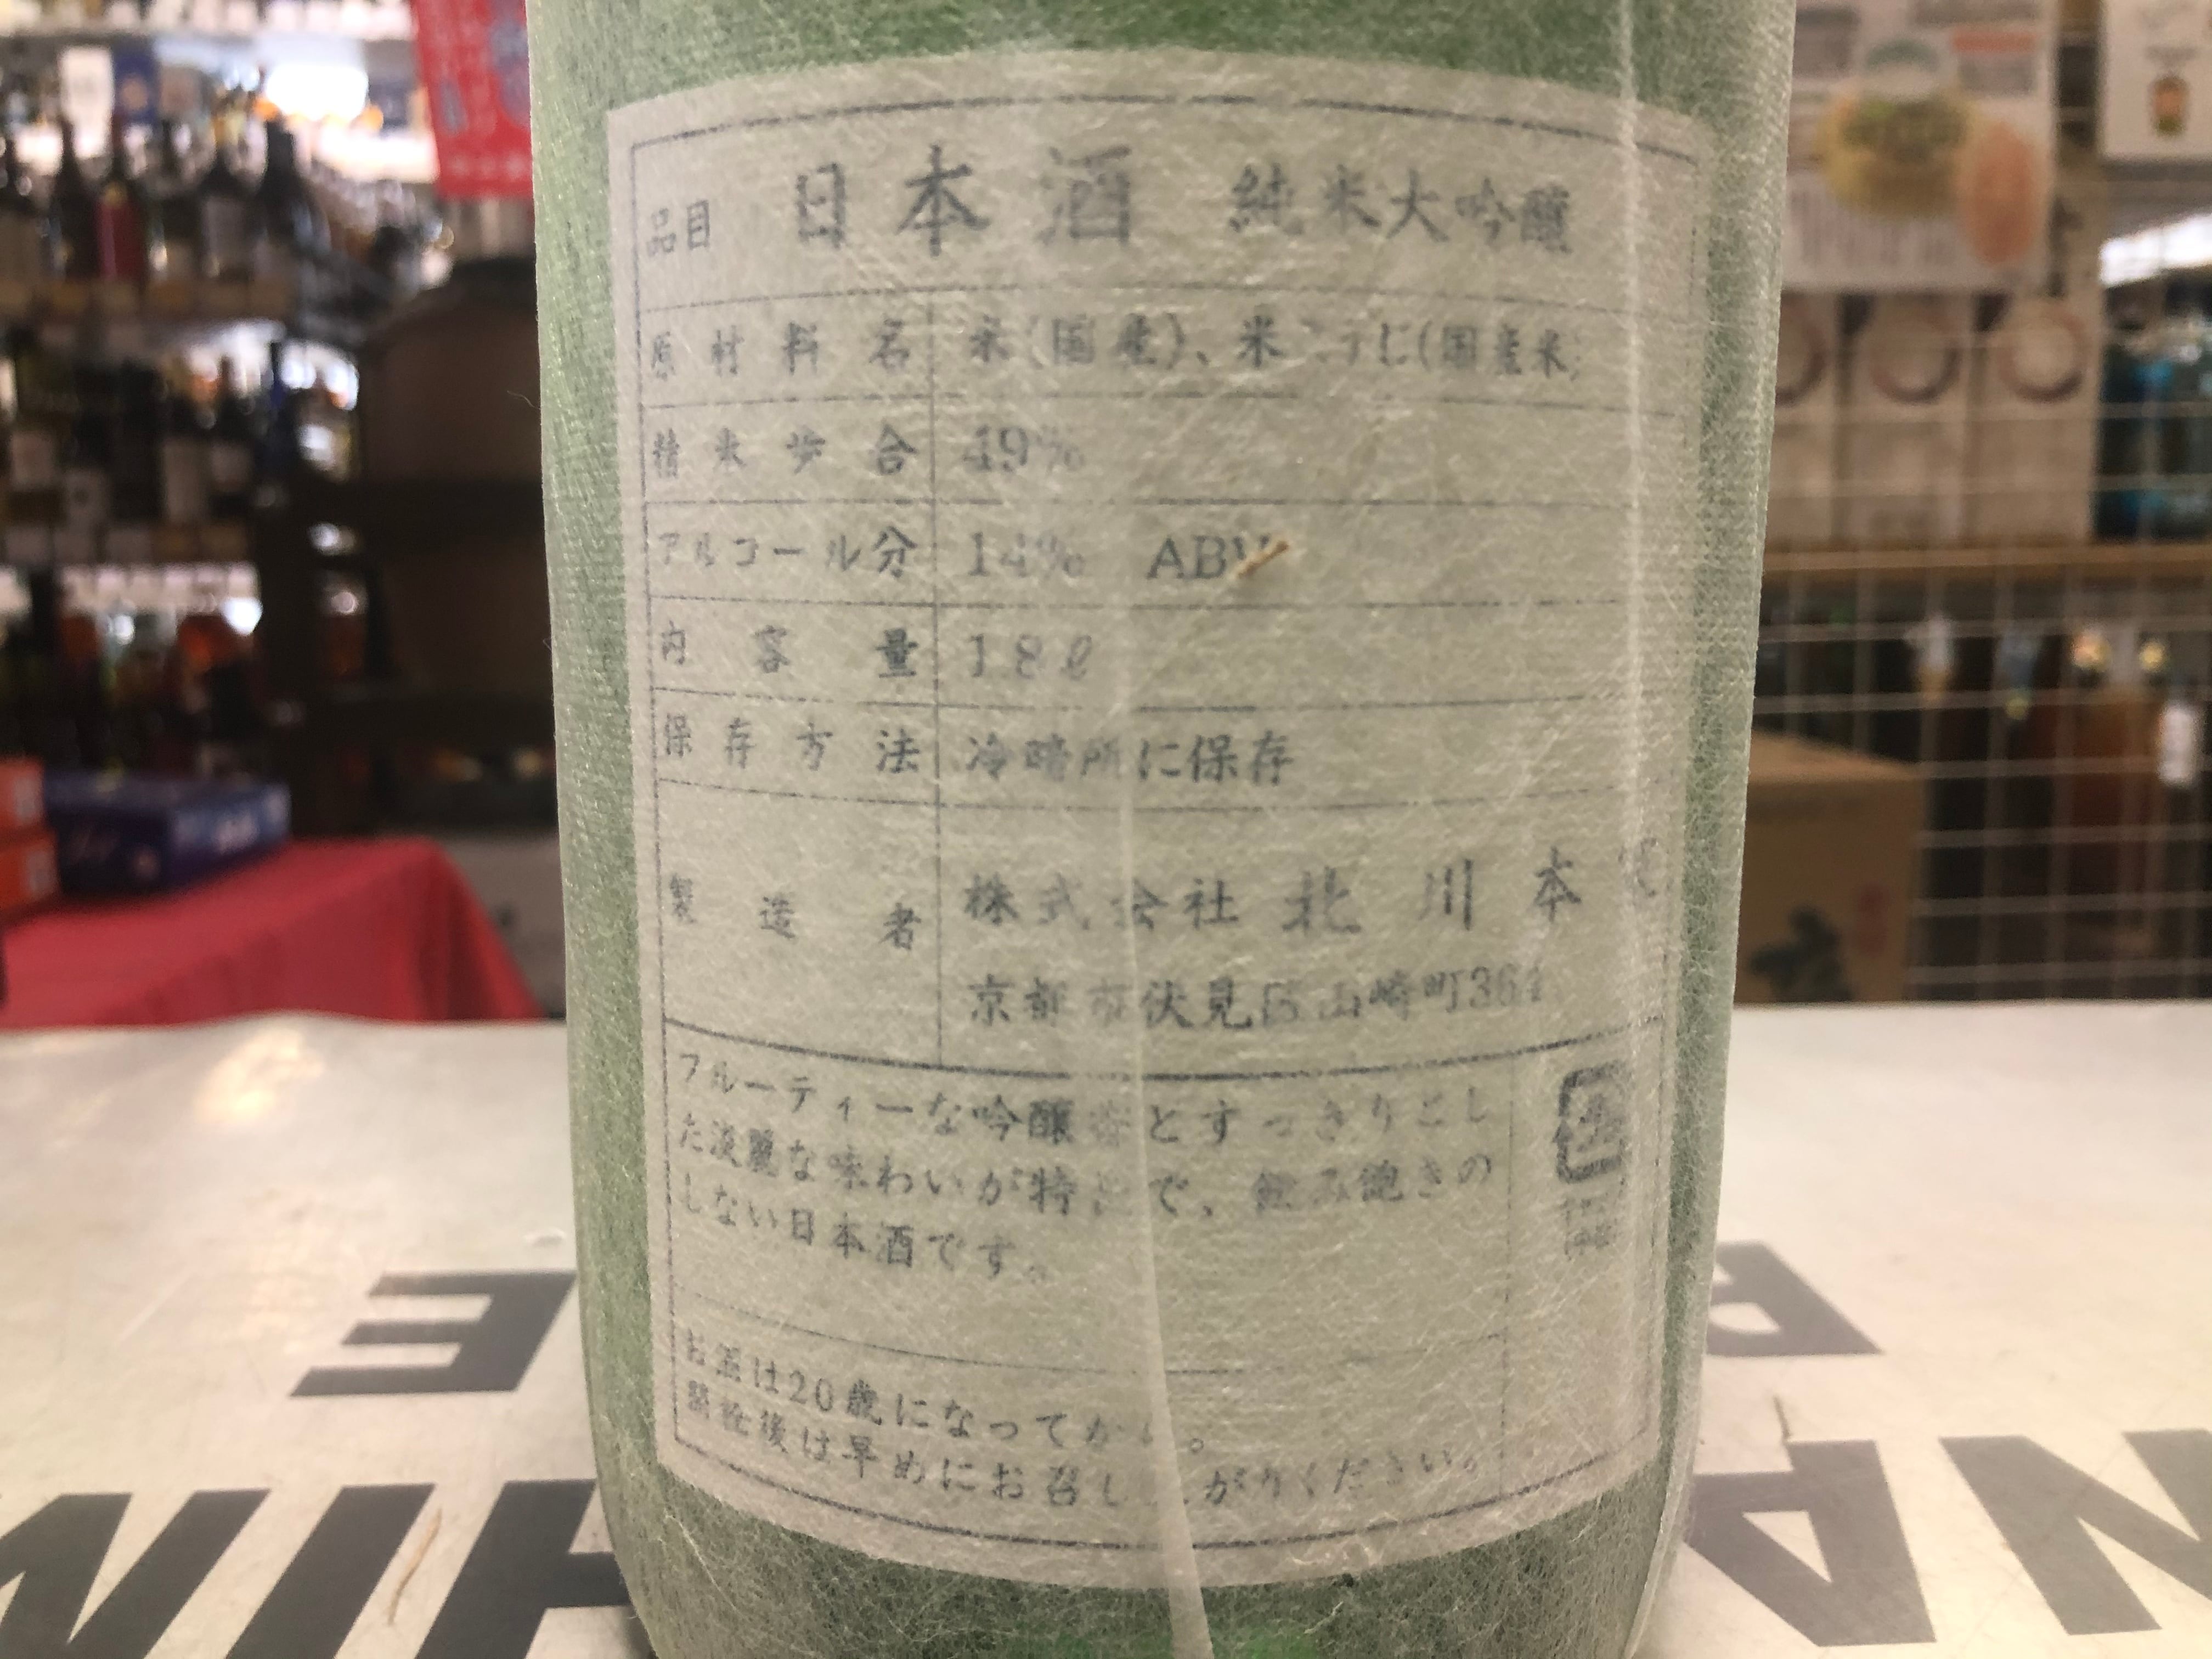 品目 日本酒 純米大吟醸
原材料名 米(国産)、米こうじ(国産米)
精米歩合 49%
アルコール分 14% ABV
内容量 1.8ℓ
保存方法 冷暗所に保存
製造者 株式会社 北川本家
京都市伏見区山崎町364
フルーティーな吟醸香とすっきりとし
た淡麗な味わいが特長で、飲み飽きの
しない日本酒です。
お酒は20歳になってから。
開栓後は早めにお召し上がりください。